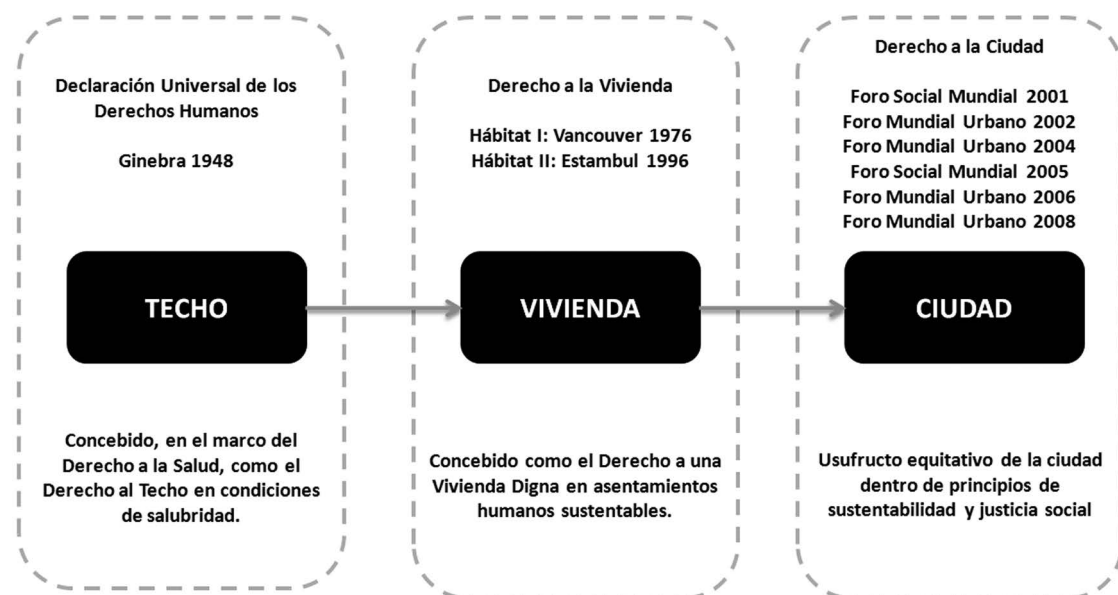 Declaración Universal de los
Derechos Humanos
Ginebra 1948
TECHO
Concebido, en el marco del
Derecho a la Salud, como el
Derecho al Techo en condiciones
de salubridad.
Derecho a la Vivienda
Hábitat I: Vancouver 1976
Hábitat II: Estambul 1996
VIVIENDA
Concebido como el Derecho a una
Vivienda Digna en asentamientos
humanos sustentables.
Derecho a la Ciudad
Foro Social Mundial 2001
Foro Mundial Urbano 2002
Foro Mundial Urbano 2004
Foro Social Mundial 2005
Foro Mundial Urbano 2006
Foro Mundial Urbano 2008
CIUDAD
Usufructo equitativo de la ciudad
dentro de principios de
sustentabilidad y justicia social